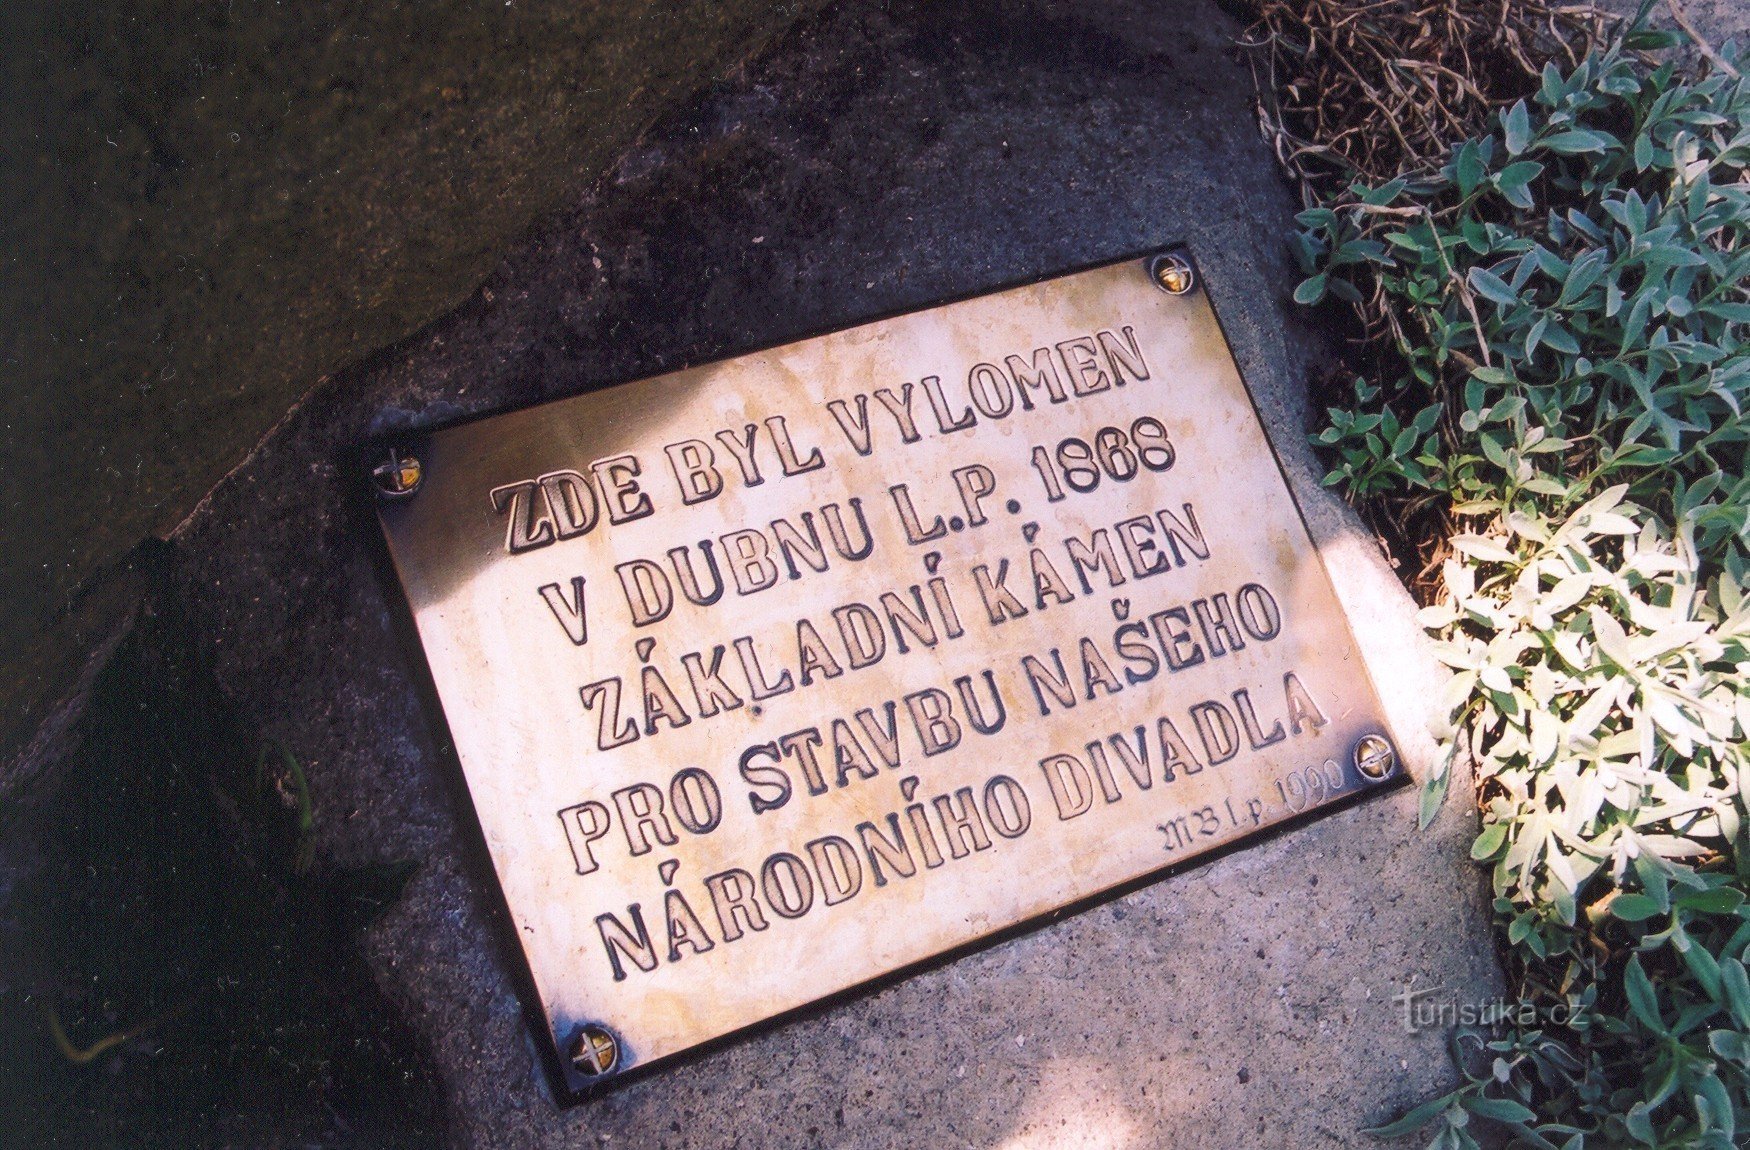 ZDE BYL VYLOMEN
V DUBNU L.P. 1868
ZÁKLADNÍ KÁMEN
PRO STAVBU NAŠEHO
NÁRODNÍHO DIVADLA
MB l.p. 1990
Turistika.cz